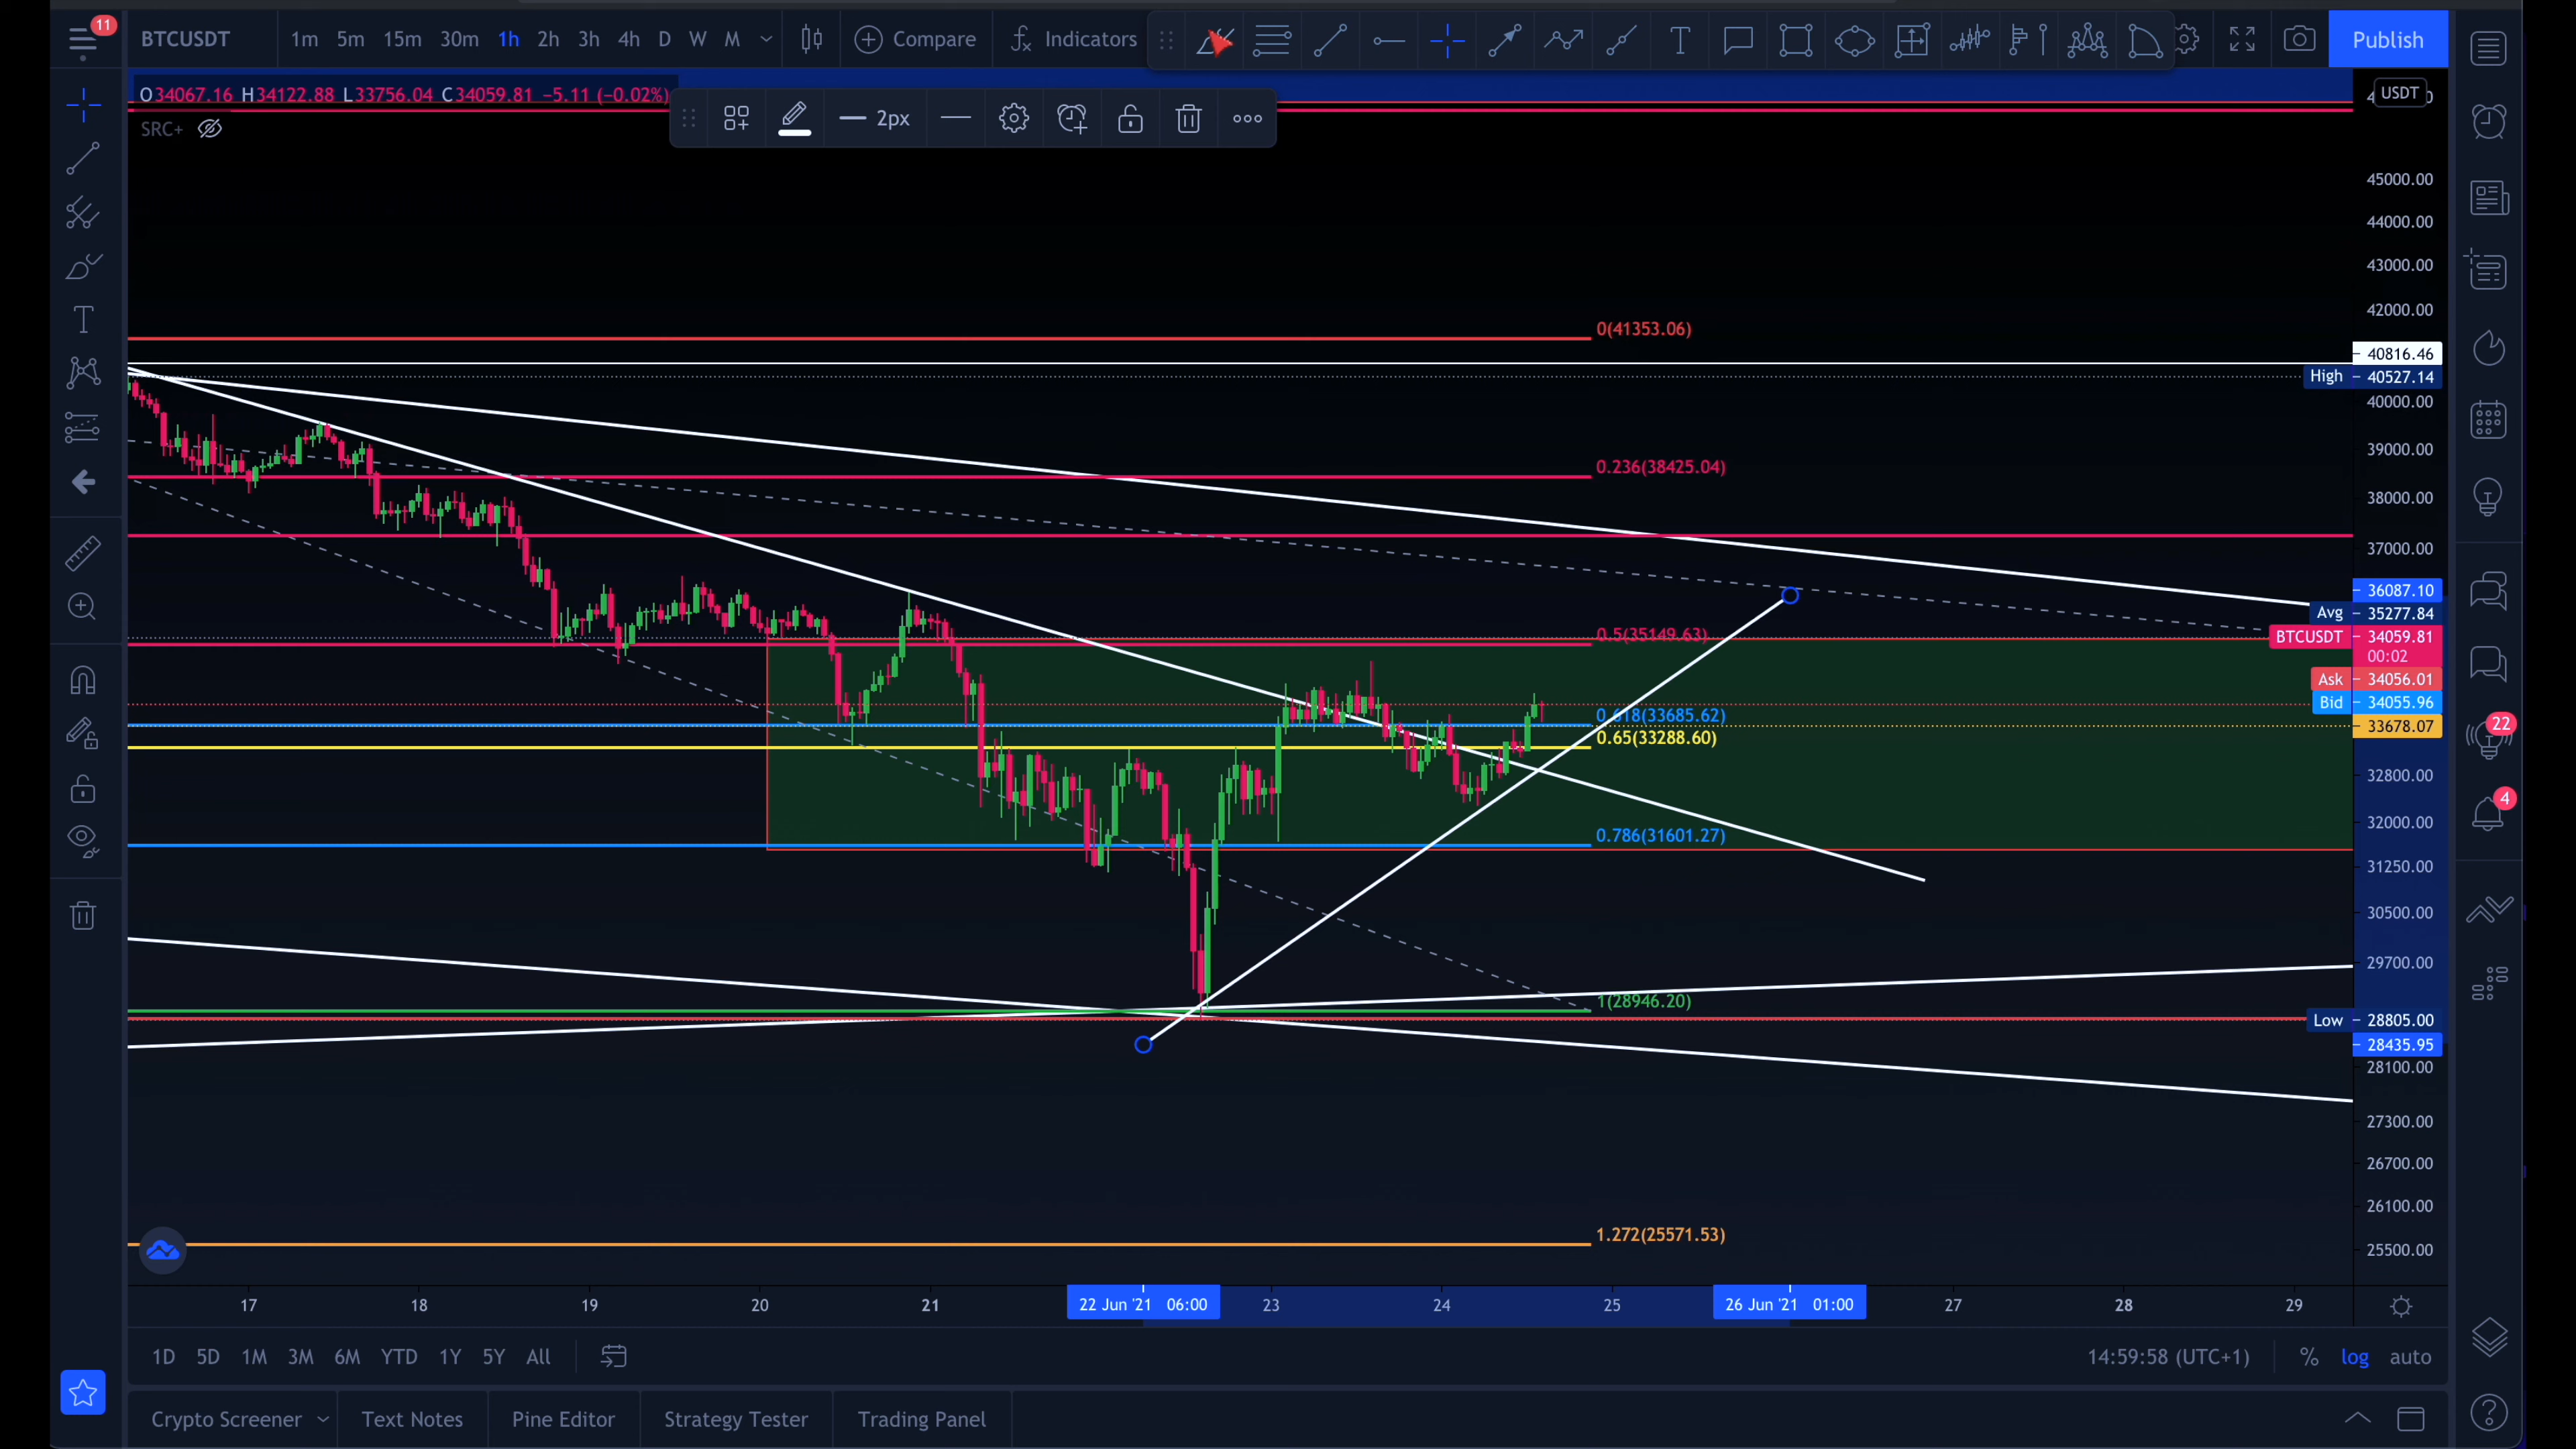 11
BTCUSDT 1m 5m 15m 30m 1h 2h 3h 4h D W M Compare Indicators T Publish
O34067.16 H34122.88 L33756.04 C34059.81 −5.11 (−0.02%)
USDT
SRC+
2px
45000.00
44000.00
43000.00
42000.00
0(41353.06)
40816.46
High 40527.14
40000.00
39000.00
0.236(38425.04)
38000.00
37000.00
36087.10
Avg 35277.84
0.5(35149.63)
BTCUSDT 34059.81
00:02
Ask 34056.01
Bid 34055.96
0.618(33685.62)
33678.07
22
0.65(33288.60)
32800.00
4
32000.00
0.786(31601.27)
31250.00
30500.00
29700.00
1(28946.20)
Low 28805.00
28435.95
28100.00
27300.00
26700.00
26100.00
1.272(25571.53)
25500.00
17 18 19 20 21 22 Jun '21 06:00 23 24 25 26 Jun '21 01:00 27 28 29
1D 5D 1M 3M 6M YTD 1Y 5Y All 14:59:58 (UTC+1) % log auto
Crypto Screener Text Notes Pine Editor Strategy Tester Trading Panel